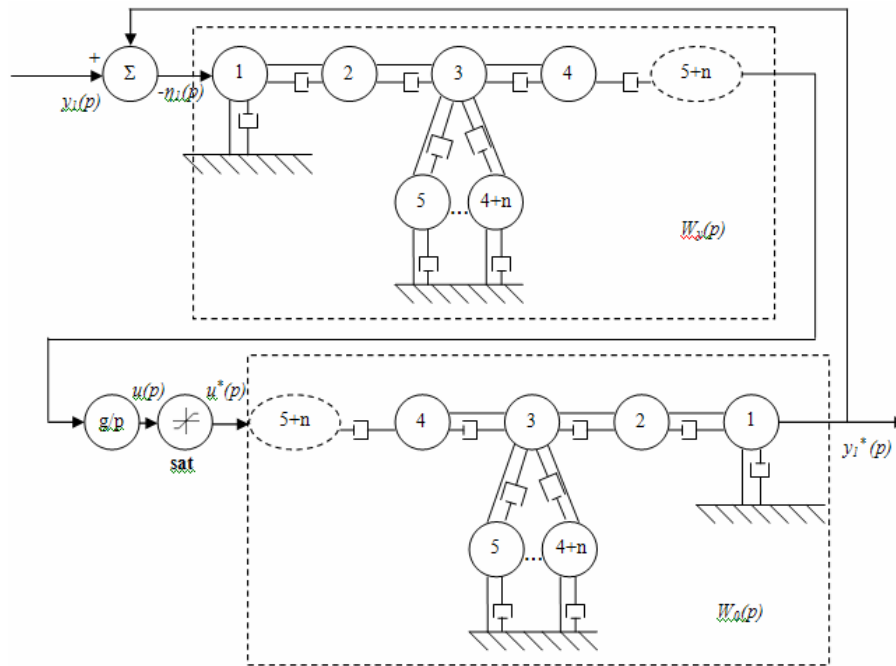 +
Σ
1
2
3
4
5+n
y1(p)
-η1(p)
5
...
4+n
Wy(p)
g/p
u(p)
u*(p)
sat
5+n
4
3
2
1
y1*(p)
5
...
4+n
W0(p)